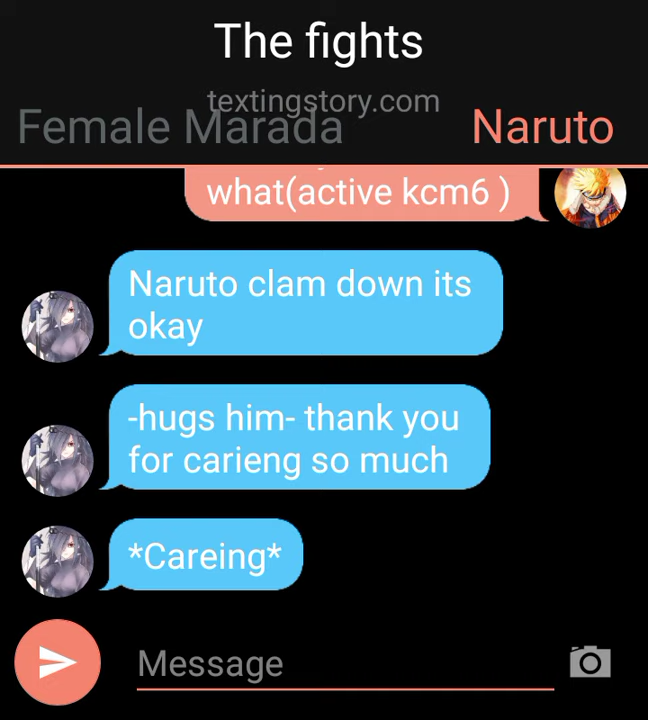 The fights
textingstory.com
Female Marada
Naruto
what(active kcm6 )
Naruto clam down its
okay
-hugs him- thank you
for carieng so much
*Careing*
Message